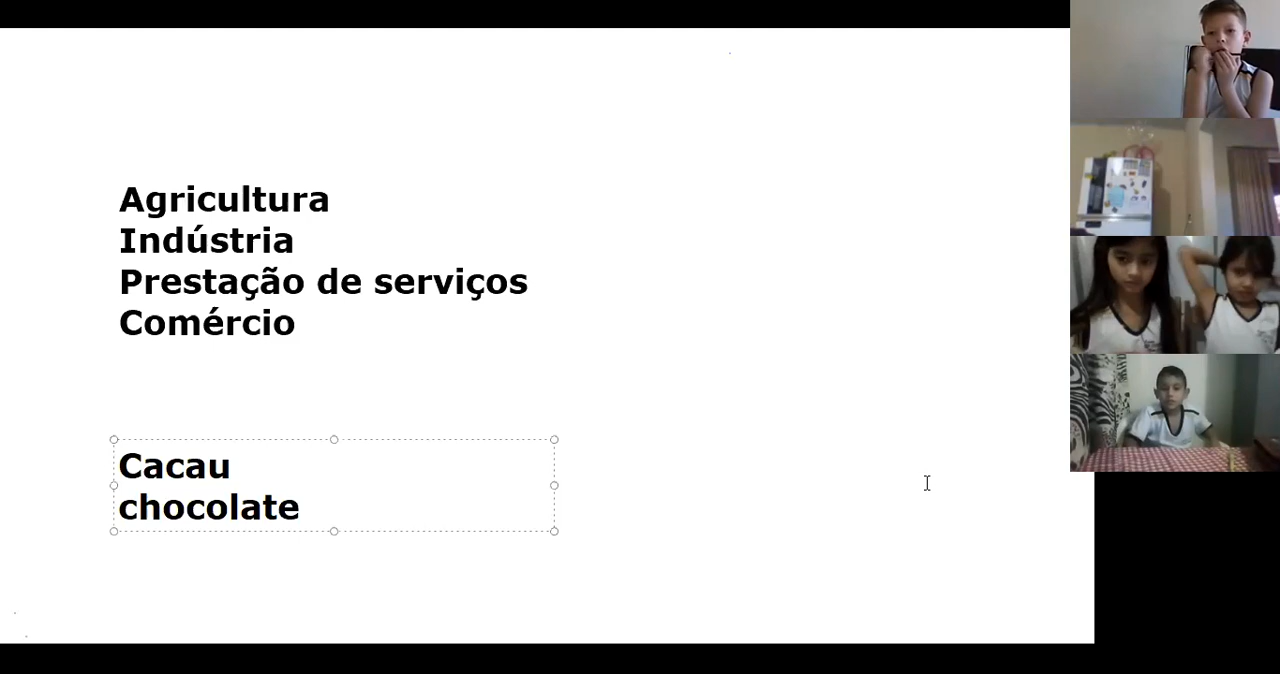 Agricultura
Indústria
Prestação de serviços
Comércio
Cacau
chocolate